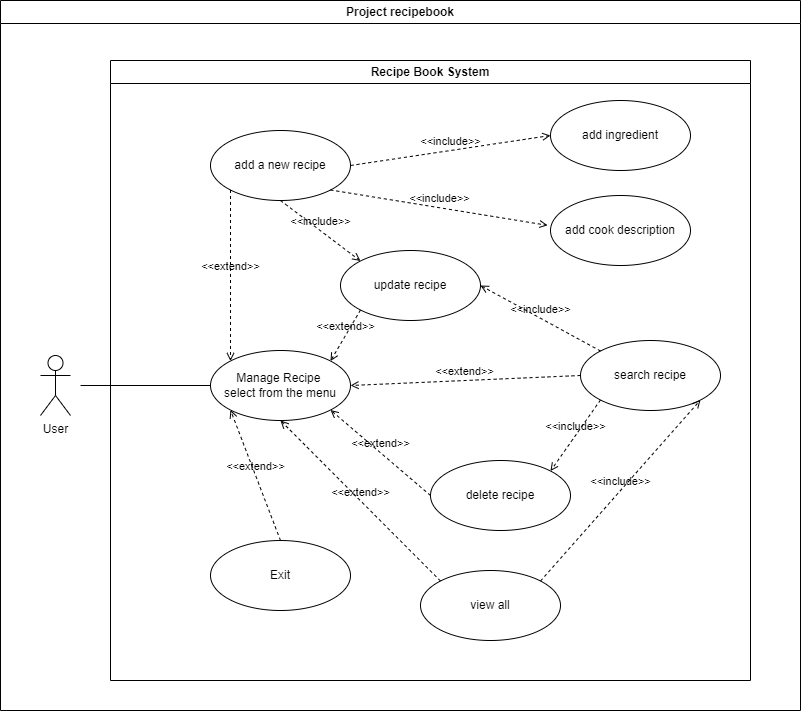 Project recipebook
Recipe Book System
add ingredient
<<include>>
add a new recipe
<<include>>
<<include>>
add cook description
<<extend>>
update recipe
<<include>>
<<extend>>
Manage Recipe
select from the menu
<<extend>>
search recipe
User
<<include>>
<<extend>>
<<extend>>
<<include>>
<<extend>>
delete recipe
Exit
view all